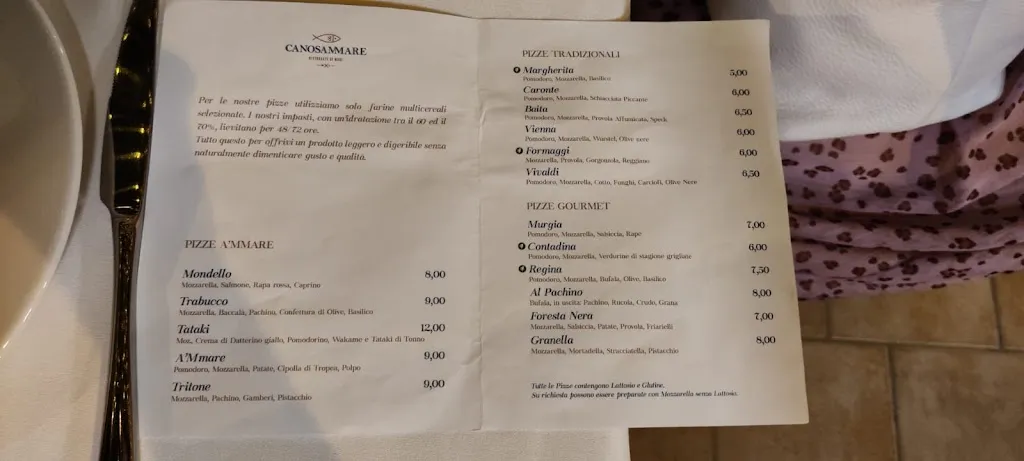 CANOSAMMARE
Per le nostre pizze utilizziamo solo farine multicereali
selezionate. I nostri impasti, con un'idratazione tra il 60 ed il
70%, lievitano per 48/72 ore.
Tutto questo per offrivi un prodotto leggero e digeribile senza
naturalmente dimenticare gusto e qualità.
PIZZE A'MMARE
Mondello 8,00
Mozzarella, Salmone, Rapa rossa, Caprino
Trabucco 9,00
Mozzarella, Baccalà, Pachino, Confettura di Olive, Basilico
Tataki 12,00
Moz., Crema di Datterino giallo, Pomodorino, Wakame e Tataki di Tonno
A'Mmare 9,00
Pomodoro, Mozzarella, Patate, Cipolla di Tropea, Polpo
Tritone 9,00
Mozzarella, Pachino, Gamberi, Pistacchio
PIZZE TRADIZIONALI
Margherita 5,00
Pomodoro, Mozzarella, Basilico
Caronte 6,00
Pomodoro, Mozzarella, Schiacciata Piccante
Baita 6,50
Pomodoro, Mozzarella, Provola Affumicata, Speck
Vienna 6,00
Pomodoro, Mozzarella, Wurstel, Olive nere
Formaggi 6,00
Mozzarella, Provola, Gorgonzola, Reggiano
Vivaldi 6,50
Pomodoro, Mozzarella, Cotto, Funghi, Carciofi, Olive Nere
PIZZE GOURMET
Murgia 7,00
Pomodoro, Mozzarella, Salsiccia, Rape
Contadina 6,00
Pomodoro, Mozzarella, Verdurine di stagione grigliate
Regina 7,50
Pomodoro, Mozzarella, Bufala, Olive, Basilico
Al Pachino 8,00
Bufala, in uscita: Pachino, Rucola, Crudo, Grana
Foresta Nera 7,00
Mozzarella, Salsiccia, Patate, Provola, Friarielli
Granella 8,00
Mozzarella, Mortadella, Stracciatella, Pistacchio
Tutte le Pizze contengono Lattosio e Glutine.
Su richiesta possono essere preparate con Mozzarella senza Lattosio.